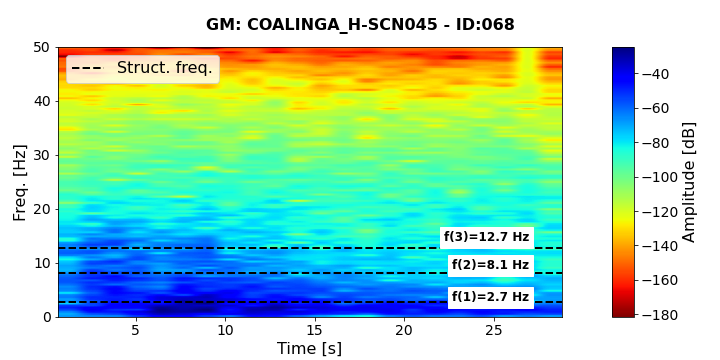 GM: COALINGA_H-SCN045 - ID:068
Struct. freq.
Freq. [Hz]
50
40
30
20
10
0
f(3)=12.7 Hz
f(2)=8.1 Hz
f(1)=2.7 Hz
5 10 15 20 25
Time [s]
−40
−60
−80
−100
−120
−140
−160
−180
Amplitude [dB]